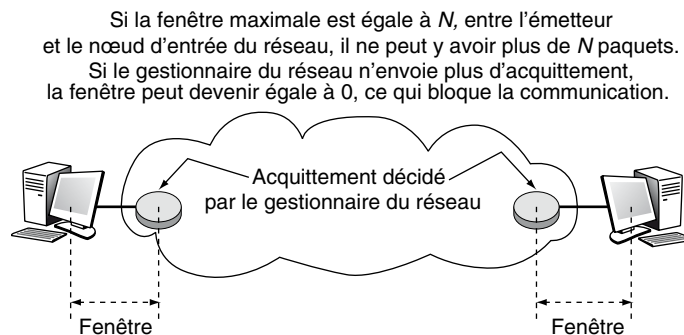 Si la fenêtre maximale est égale à N, entre l’émetteur
et le nœud d’entrée du réseau, il ne peut y avoir plus de N paquets.
Si le gestionnaire du réseau n’envoie plus d’acquittement,
la fenêtre peut devenir égale à 0, ce qui bloque la communication.
Acquittement décidé
par le gestionnaire du réseau
Fenêtre
Fenêtre